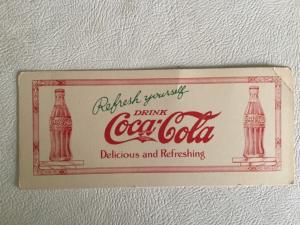 Refresh yourself
DRINK
Coca-Cola
Delicious and Refreshing